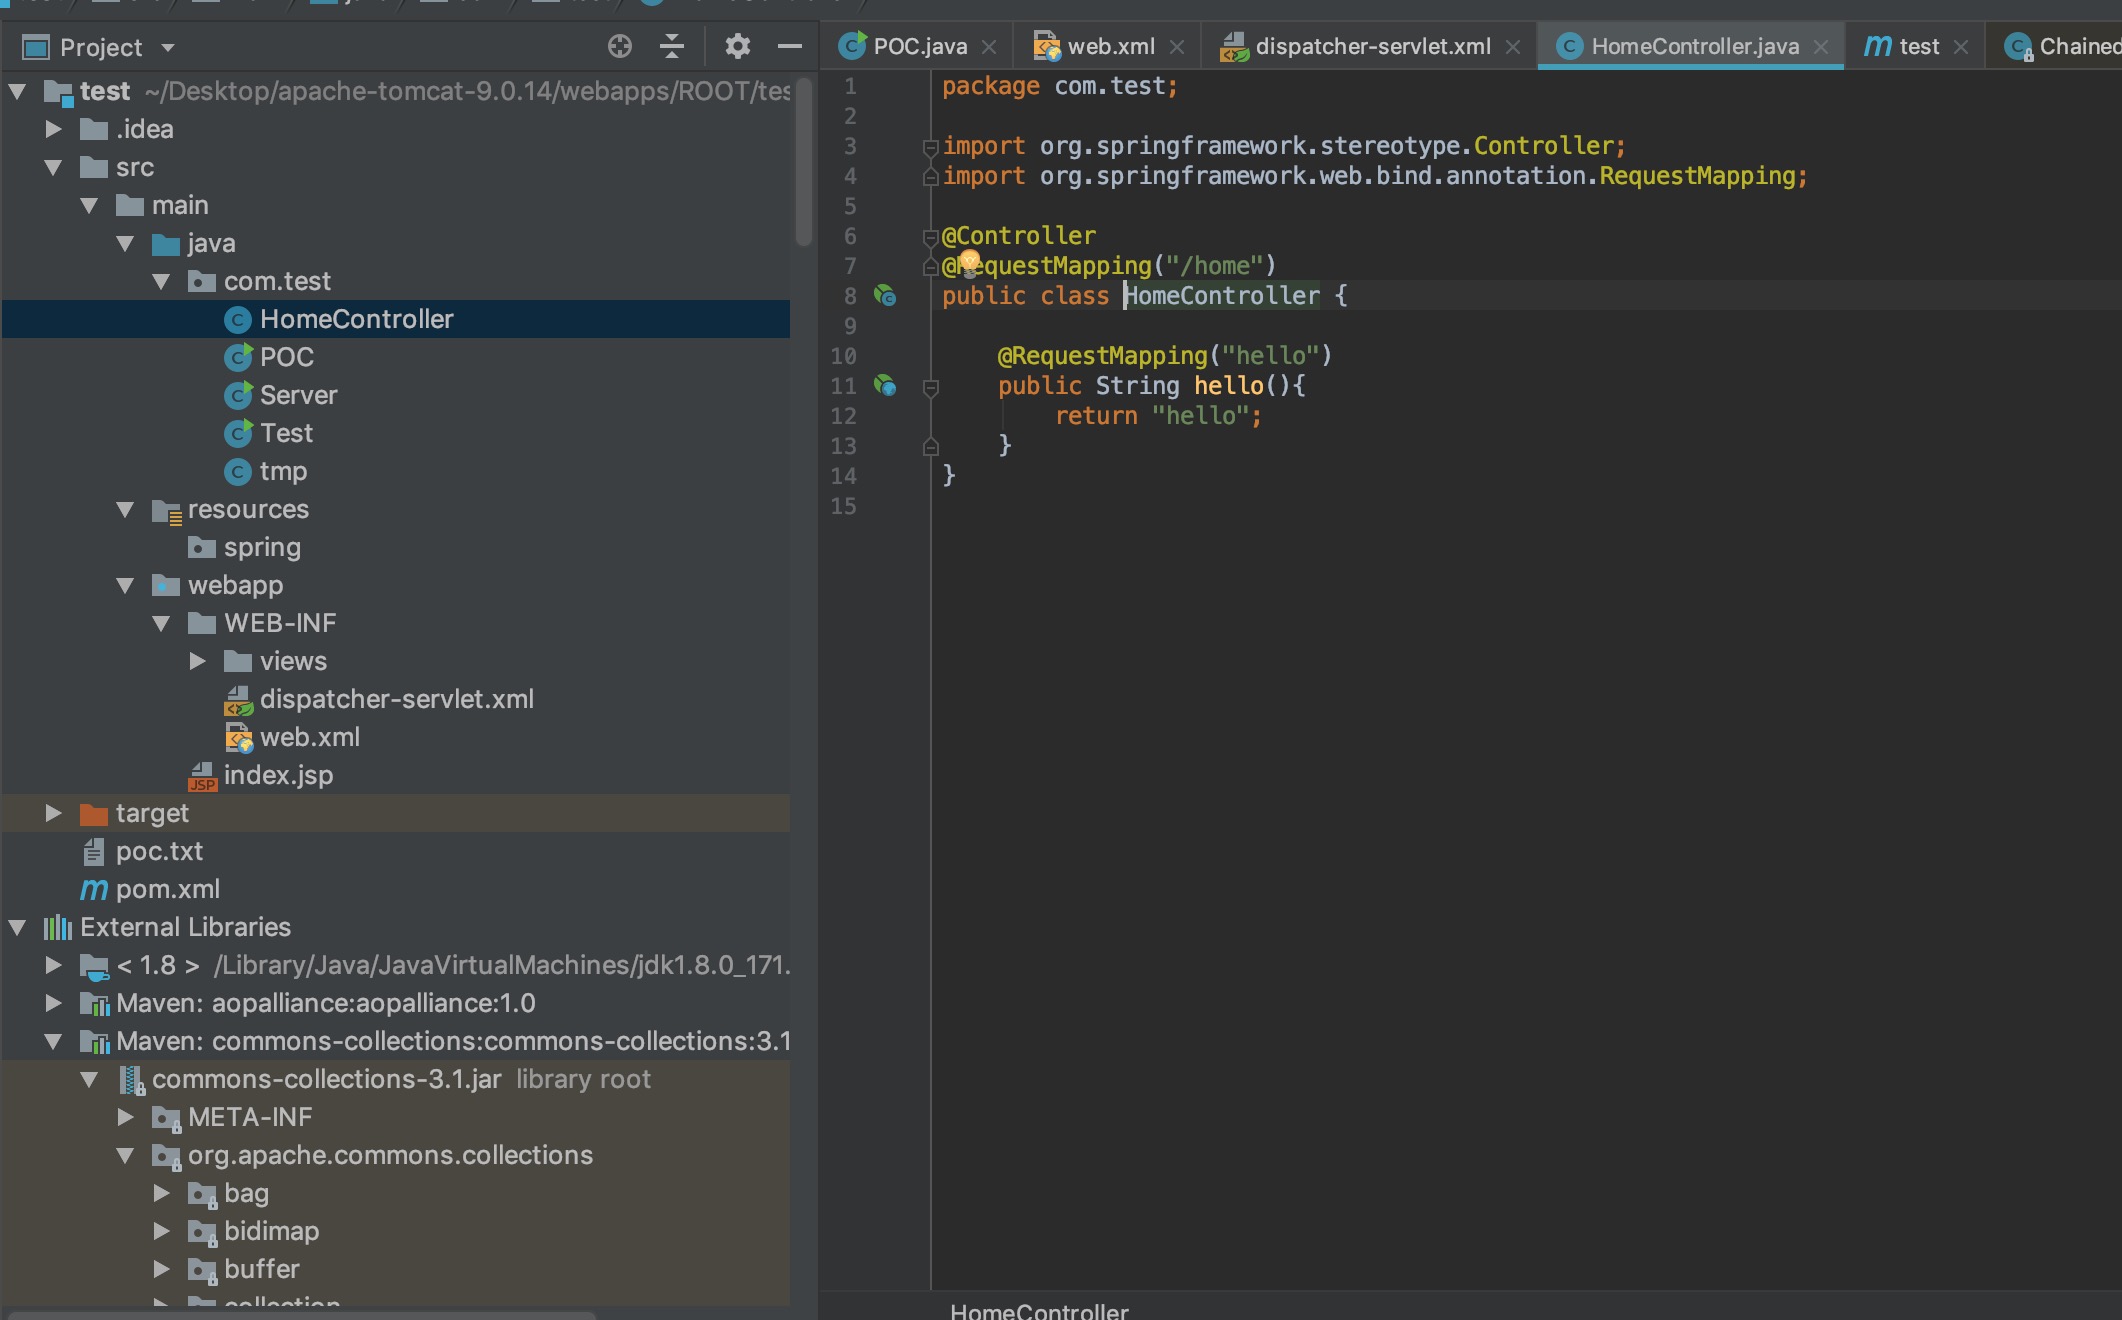 Project
test ~/Desktop/apache-tomcat-9.0.14/webapps/ROOT/tes
.idea
src
main
java
com.test
HomeController
POC
Server
Test
tmp
resources
spring
webapp
WEB-INF
views
dispatcher-servlet.xml
web.xml
index.jsp
target
poc.txt
pom.xml
External Libraries
< 1.8 > /Library/Java/JavaVirtualMachines/jdk1.8.0_171.
Maven: aopalliance:aopalliance:1.0
Maven: commons-collections:commons-collections:3.1
commons-collections-3.1.jar library root
META-INF
org.apache.commons.collections
bag
bidimap
buffer
collection
POC.java web.xml dispatcher-servlet.xml HomeController.java test Chained
1 package com.test;
2
3 import org.springframework.stereotype.Controller;
4 import org.springframework.web.bind.annotation.RequestMapping;
5
6 @Controller
7 @RequestMapping("/home")
8 public class HomeController {
9
10 @RequestMapping("hello")
11 public String hello(){
12 return "hello";
13 }
14 }
15
HomeController